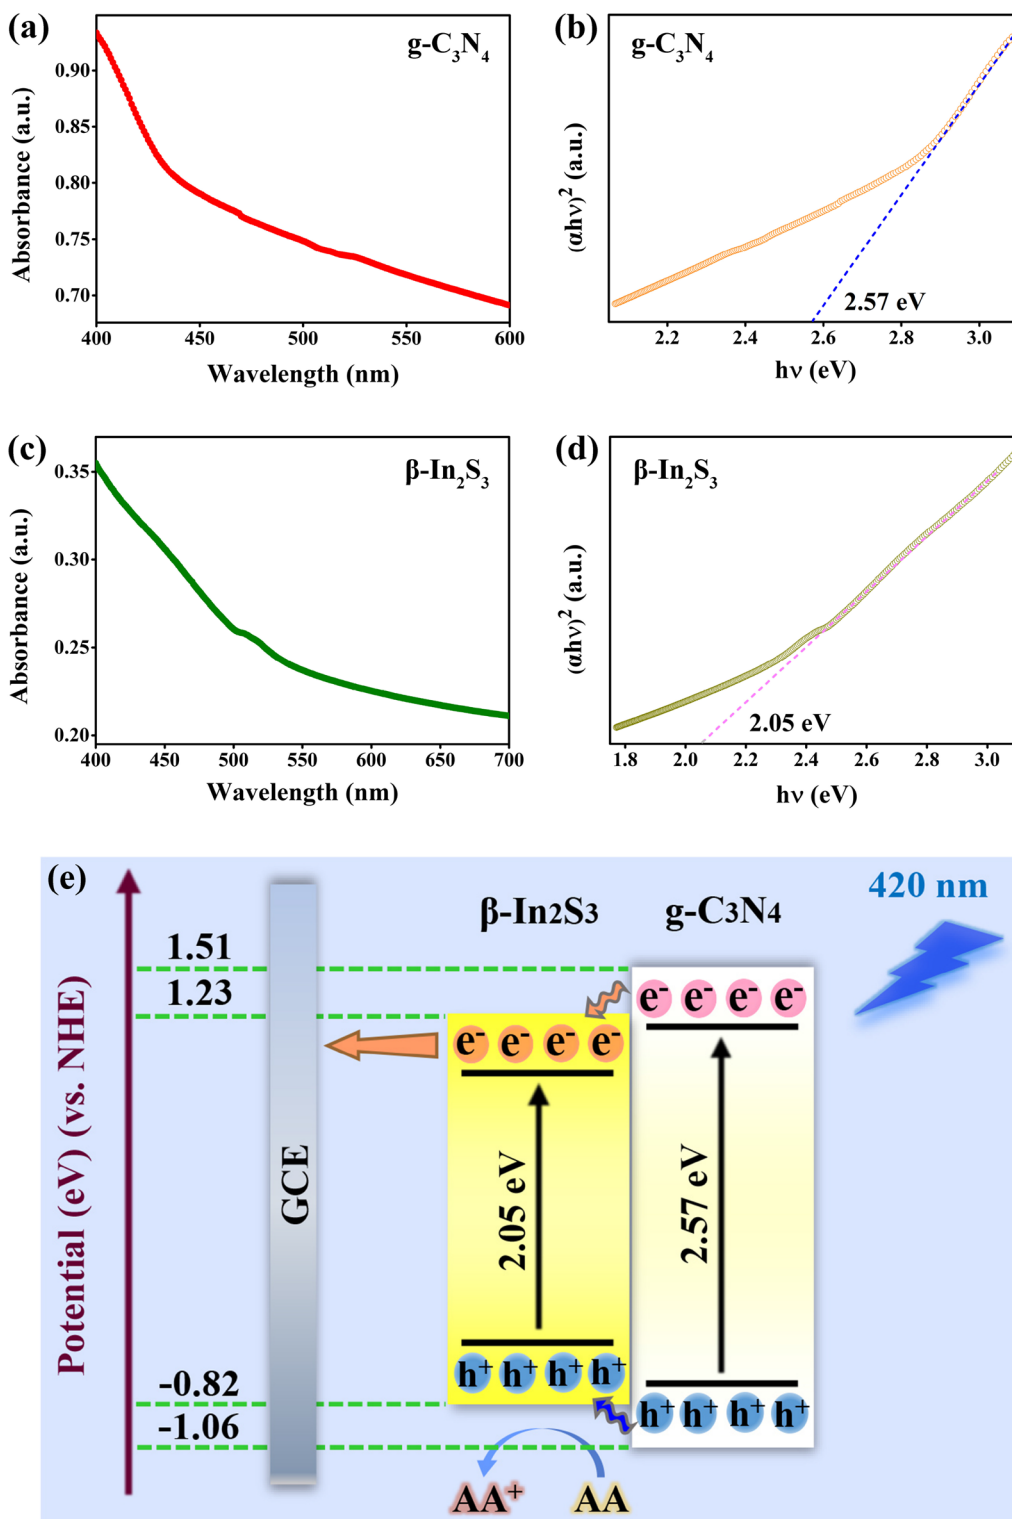 (a)
g-C₃N₄
0.90
0.85
0.80
0.75
0.70
Absorbance (a.u.)
400 450 500 550 600
Wavelength (nm)
(b)
g-C₃N₄
(αhν)² (a.u.)
2.57 eV
2.2 2.4 2.6 2.8 3.0
hν (eV)
(c)
β-In₂S₃
0.35
0.30
0.25
0.20
Absorbance (a.u.)
400 450 500 550 600 650 700
Wavelength (nm)
(d)
β-In₂S₃
(αhν)² (a.u.)
2.05 eV
1.8 2.0 2.2 2.4 2.6 2.8 3.0
hν (eV)
(e)
420 nm
β-In2S3
g-C3N4
Potential (eV) (vs. NHE)
1.51
1.23
e⁻ e⁻ e⁻ e⁻
e⁻ e⁻ e⁻ e⁻
GCE
2.05 eV
2.57 eV
h⁺ h⁺ h⁺ h⁺
h⁺ h⁺ h⁺ h⁺
-0.82
-1.06
AA⁺
AA